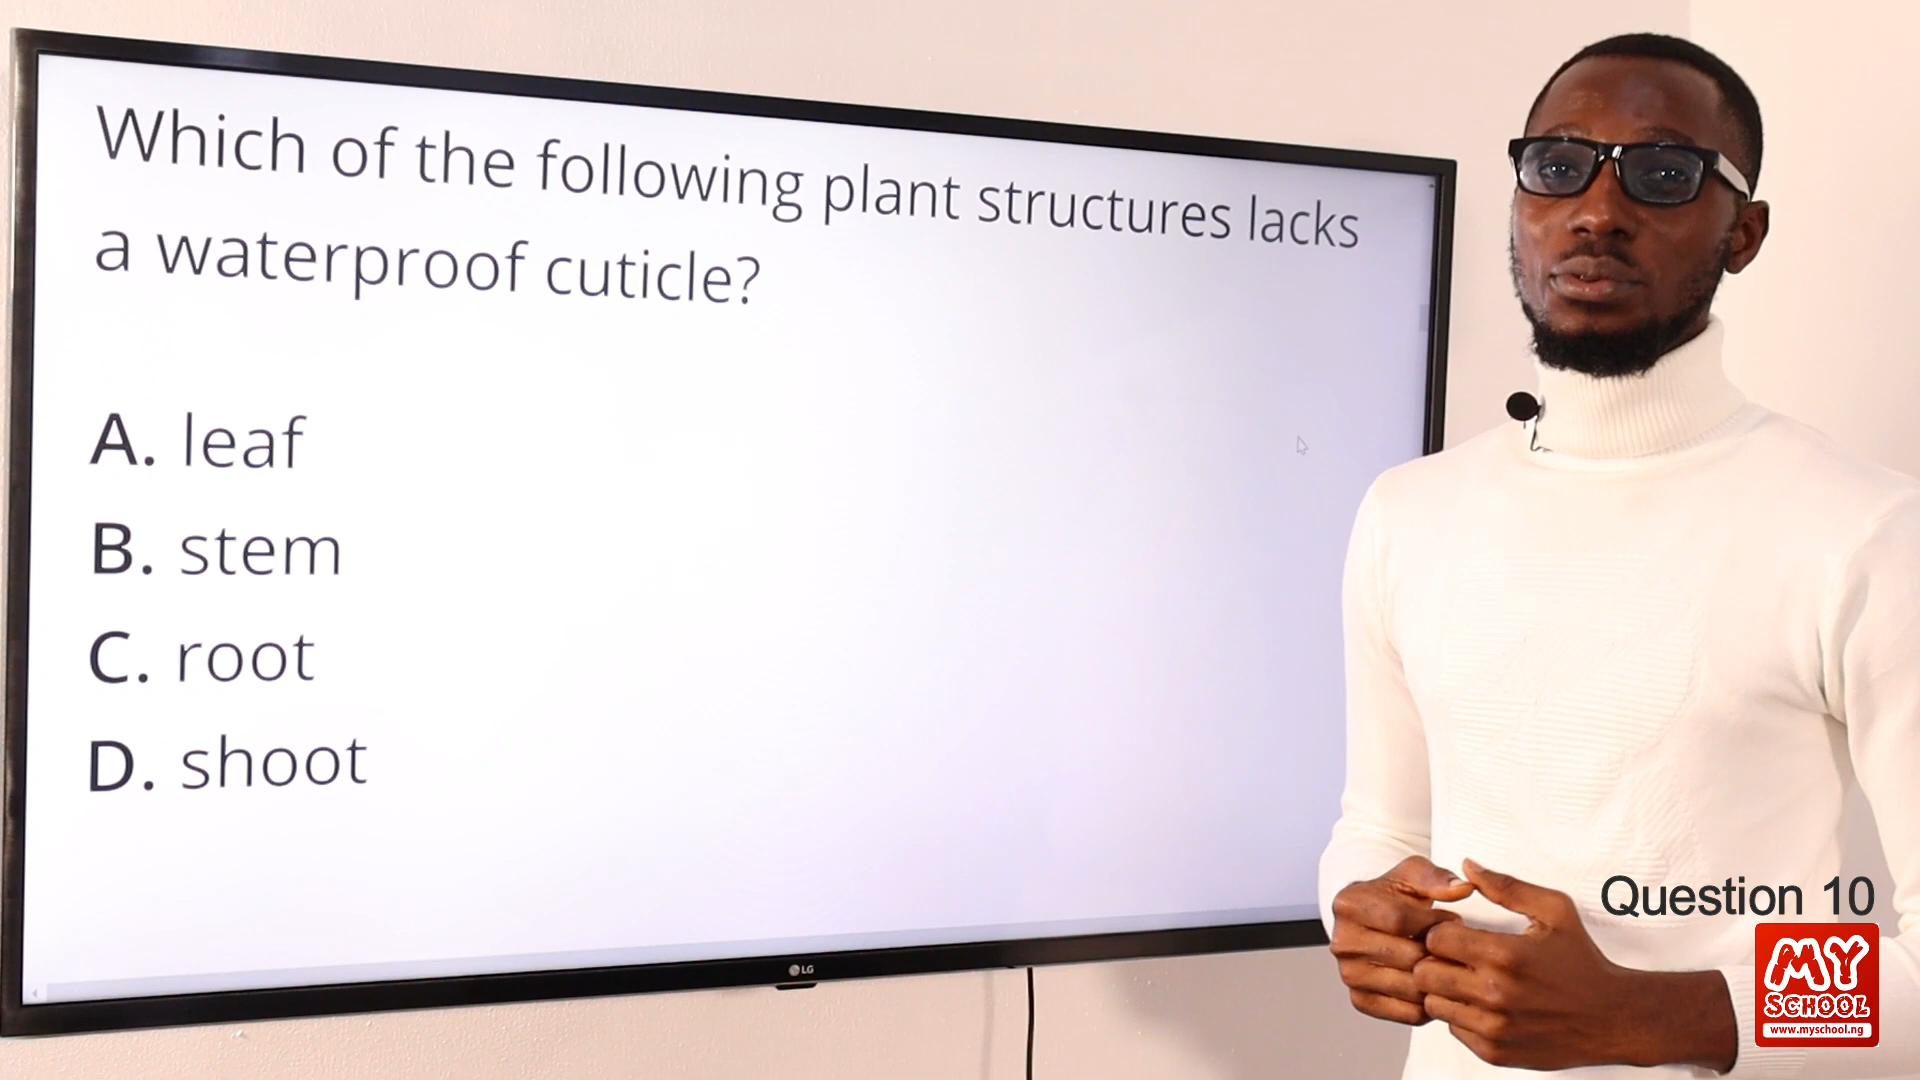 Which of the following plant structures lacks
a waterproof cuticle?
A. leaf
B. stem
C. root
D. shoot
LG
Question 10
MY
SCHOOL
www.myschool.ng